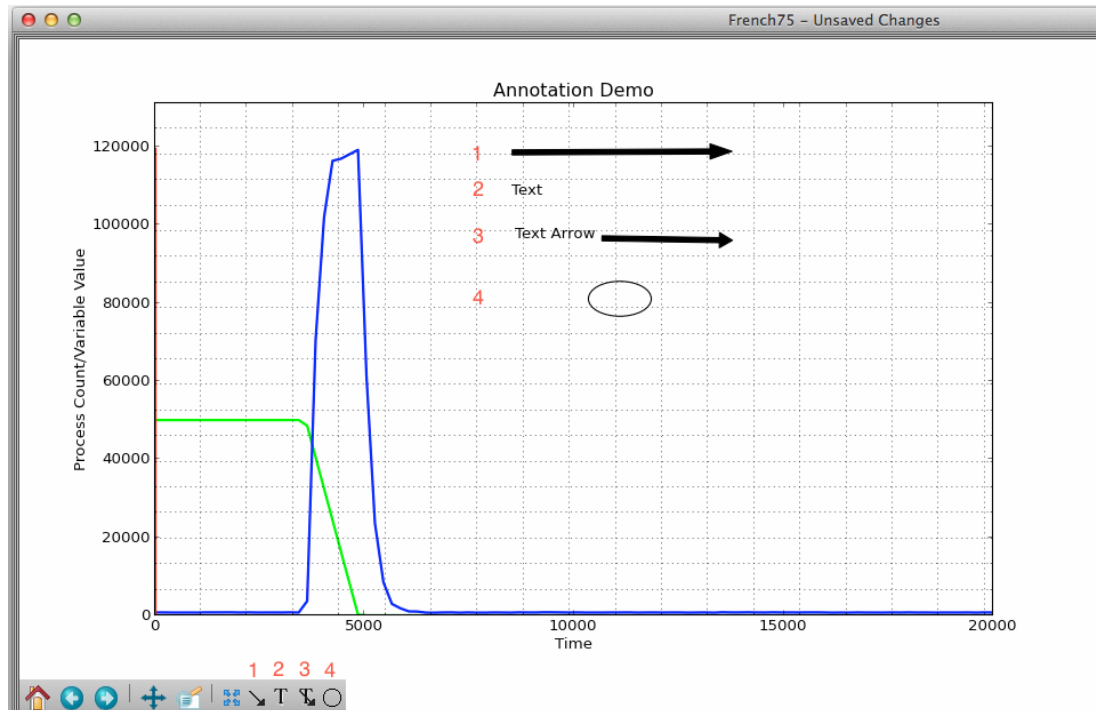 French75 – Unsaved Changes
Annotation Demo
120000
100000
80000
60000
40000
20000
0
Process Count/Variable Value
1
2 Text
3 Text Arrow
4
0 5000 10000 15000 20000
Time
1 2 3 4
T T